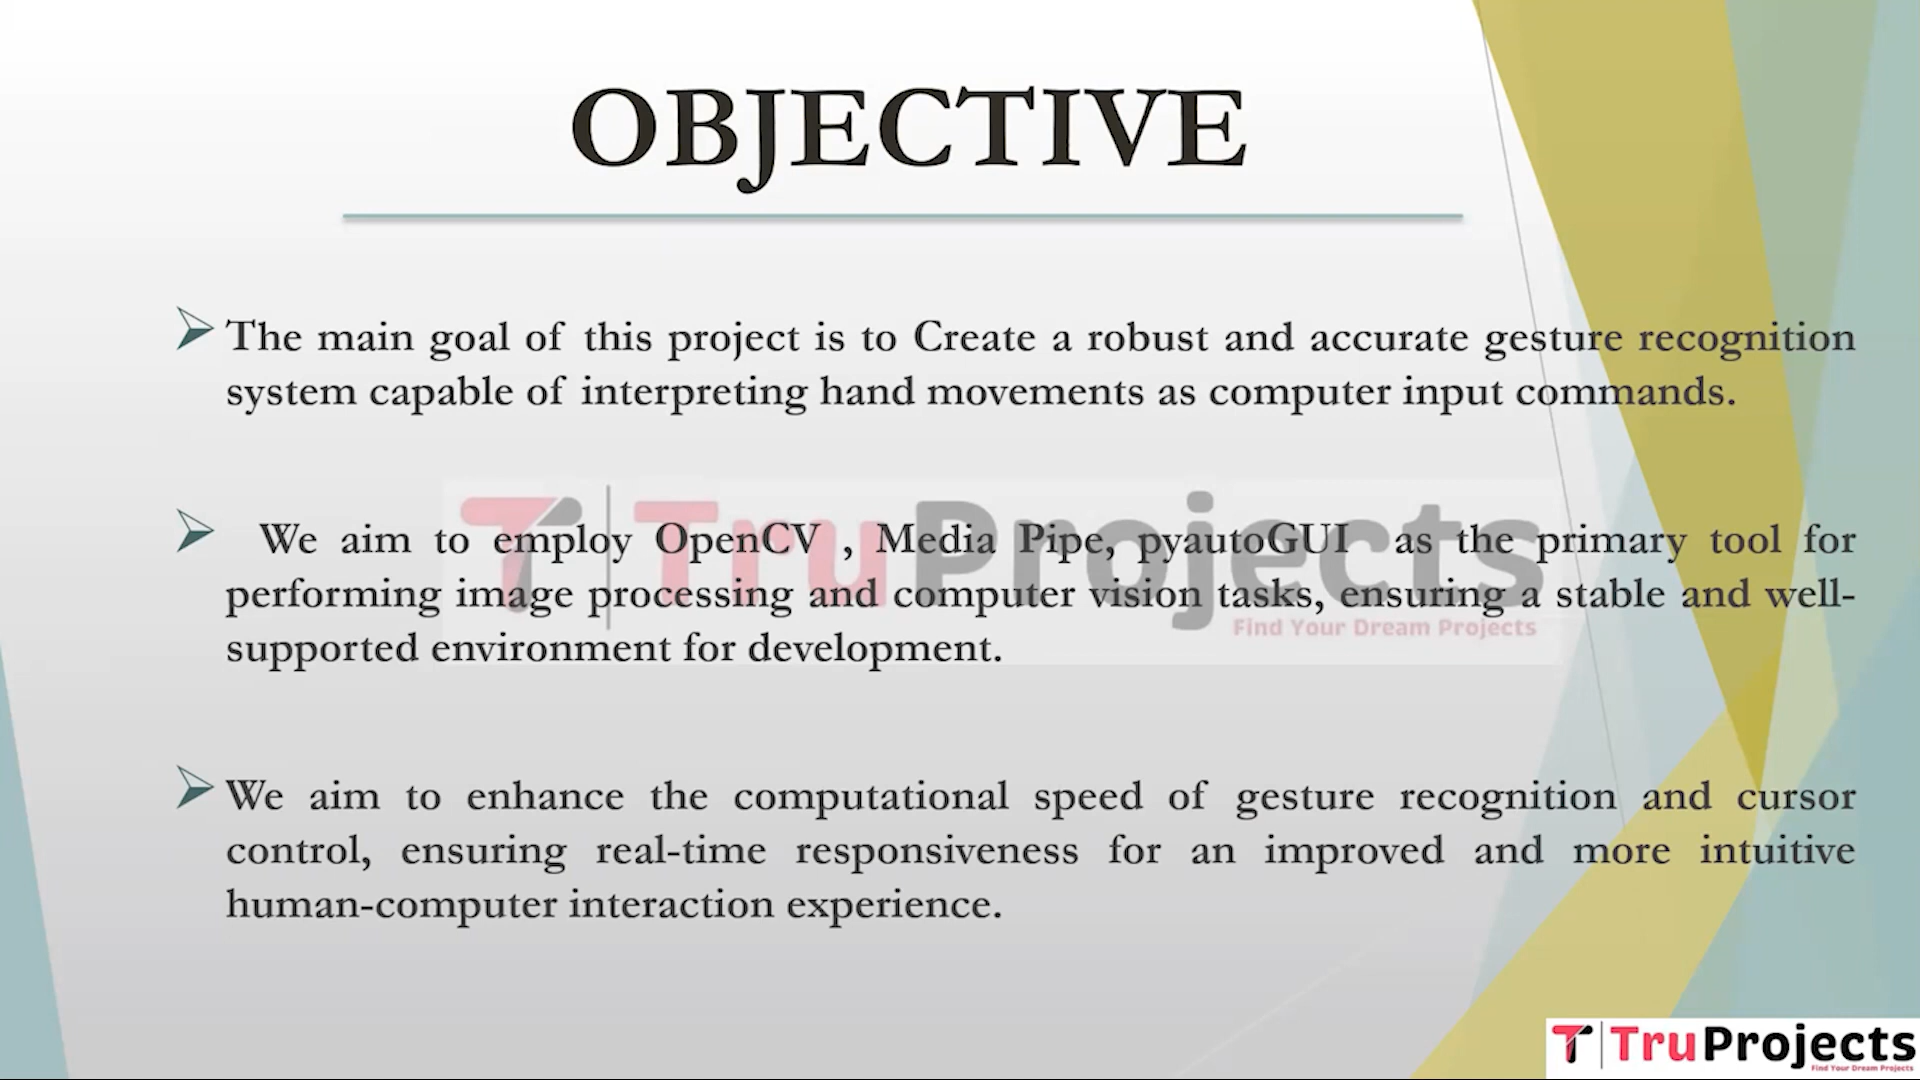 OBJECTIVE
The main goal of this project is to Create a robust and accurate gesture recognition
system capable of interpreting hand movements as computer input commands.
We aim to employ OpenCV , Media Pipe, pyautoGUI as the primary tool for
performing image processing and computer vision tasks, ensuring a stable and well-
supported environment for development.
We aim to enhance the computational speed of gesture recognition and cursor
control, ensuring real-time responsiveness for an improved and more intuitive
human-computer interaction experience.
TruProjects
Find Your Dream Projects
TruProjects
Find Your Dream Projects